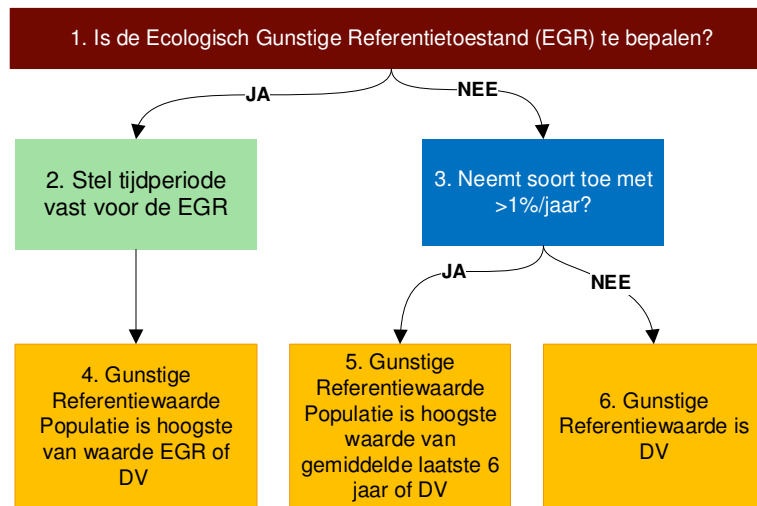 1. Is de Ecologisch Gunstige Referentietoestand (EGR) te bepalen?
JA
NEE
2. Stel tijdperiode
vast voor de EGR
3. Neemt soort toe met
>1%/jaar?
JA
NEE
4. Gunstige
Referentiewaarde
Populatie is hoogste
van waarde EGR of
DV
5. Gunstige
Referentiewaarde
Populatie is hoogste
waarde van
gemiddelde laatste 6
jaar of DV
6. Gunstige
Referentiewaarde is
DV